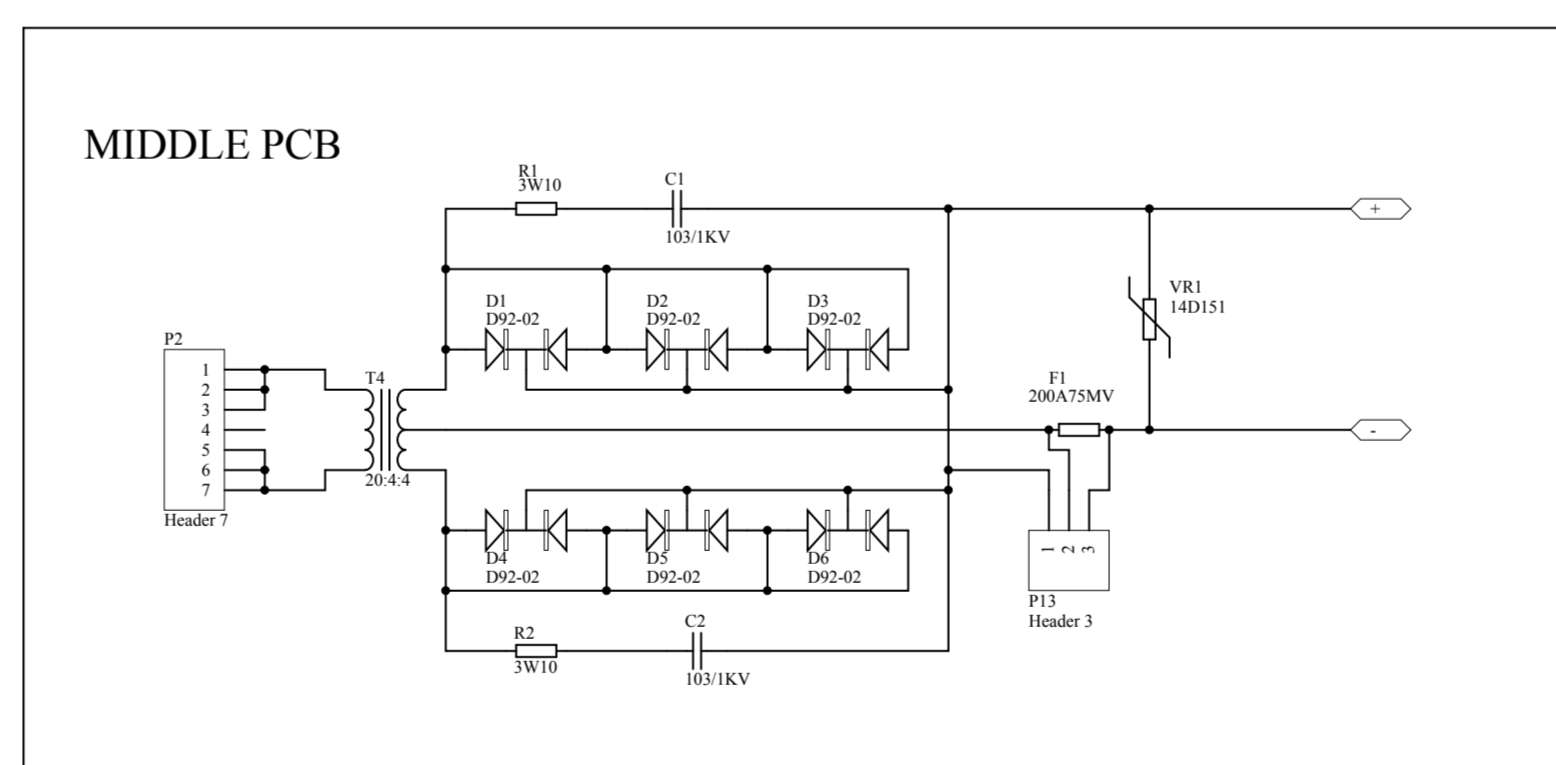 MIDDLE PCB
R1
3W10
C1
103/1KV
+
D1
D92-02
D2
D92-02
D3
D92-02
VR1
14D151
P2
1
2
3
4
5
6
7
Header 7
T4
20:4:4
F1
200A75MV
-
D4
D92-02
D5
D92-02
D6
D92-02
1
2
3
P13
Header 3
R2
3W10
C2
103/1KV